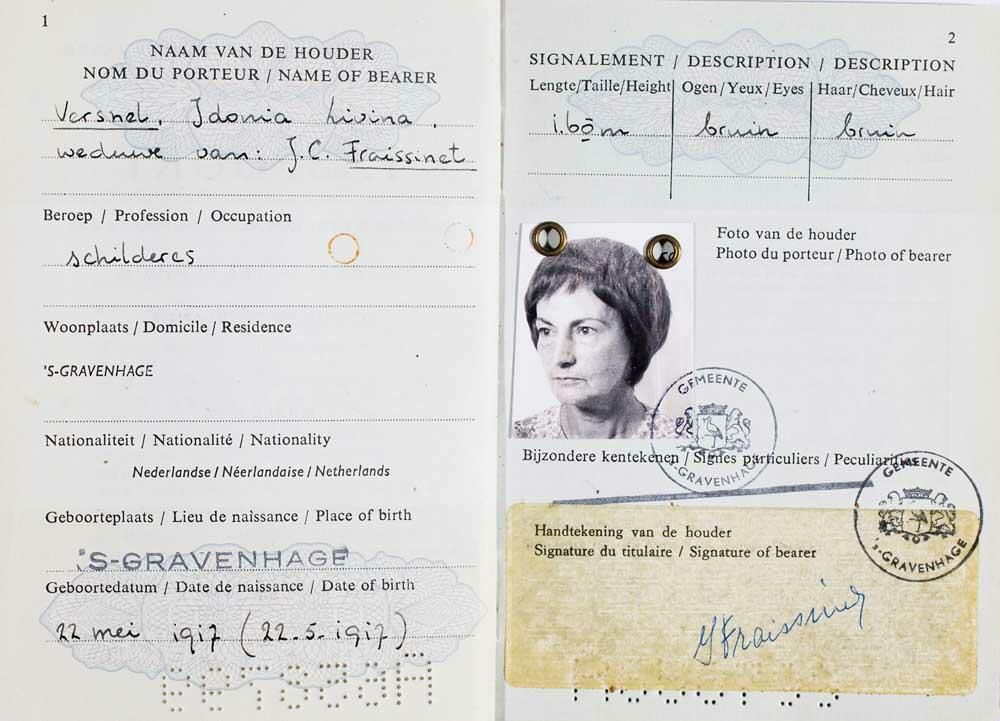 1
NAAM VAN DE HOUDER
NOM DU PORTEUR / NAME OF BEARER
Versnel, Idonia Livina,
weduwe van: J.C. Fraissinet
Beroep / Profession / Occupation
schilderes
Woonplaats / Domicile / Residence
'S-GRAVENHAGE
Nationaliteit / Nationalité / Nationality
Nederlandse / Néerlandaise / Netherlands
Geboorteplaats / Lieu de naissance / Place of birth
'S-GRAVENHAGE
Geboortedatum / Date de naissance / Date of birth
22 mei 1917 (22.5.1917)
2
SIGNALEMENT / DESCRIPTION / DESCRIPTION
Lengte/Taille/Height Ogen/Yeux/Eyes Haar/Cheveux/Hair
1.60m bruin bruin
Foto van de houder
Photo du porteur / Photo of bearer
GEMEENTE
'S-GRAVENHAGE
Bijzondere kentekenen / Signes particuliers / Peculiarities
GEMEENTE
'S-GRAVENHAGE
Handtekening van de houder
Signature du titulaire / Signature of bearer